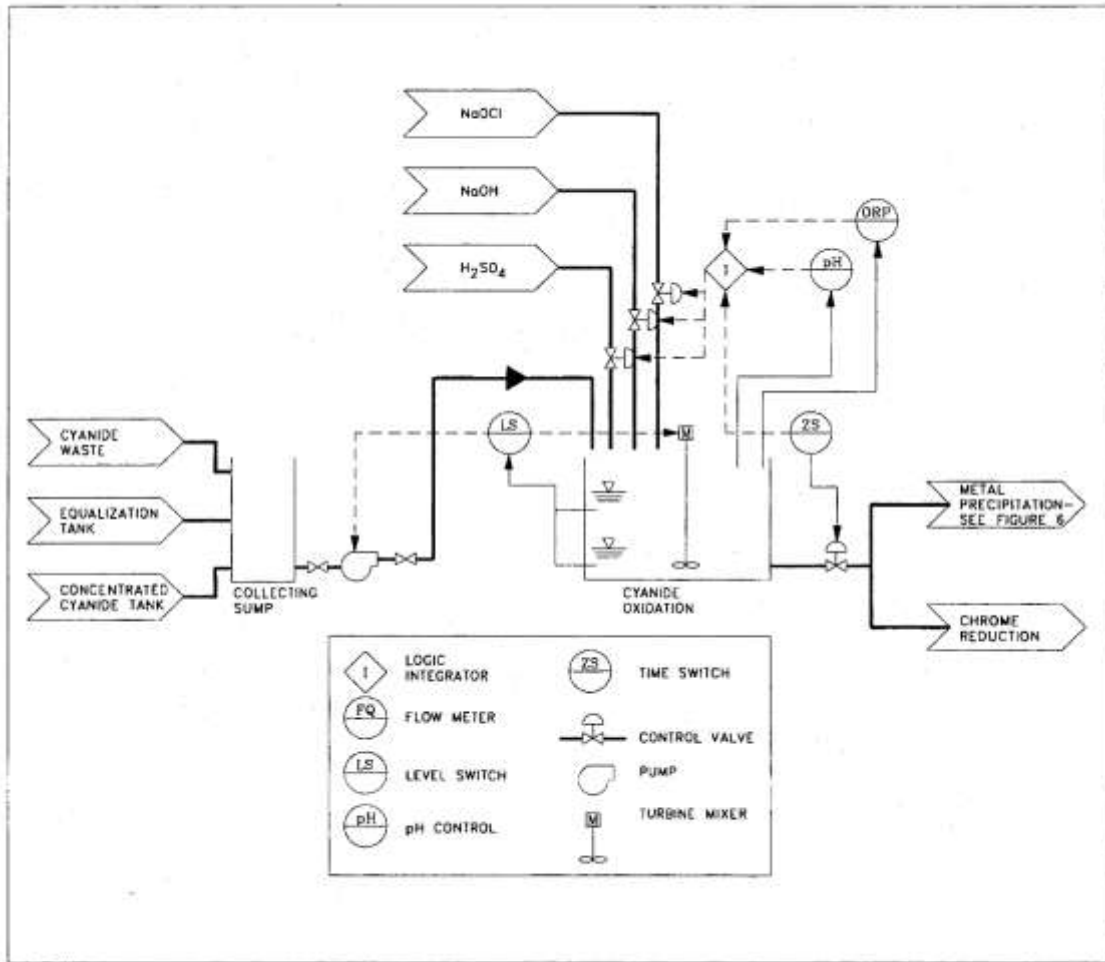 NaOCl
NaOH
H₂SO₄
ORP
I
pH
CYANIDE
WASTE
LS
M
ZS
EQUALIZATION
TANK
METAL
PRECIPITATION-
SEE FIGURE 6
CONCENTRATED
CYANIDE TANK
COLLECTING
SUMP
CYANIDE
OXIDATION
CHROME
REDUCTION
I
LOGIC
INTEGRATOR
ZS
TIME SWITCH
FQ
FLOW METER
CONTROL VALVE
LS
LEVEL SWITCH
PUMP
pH
pH CONTROL
M
TURBINE MIXER